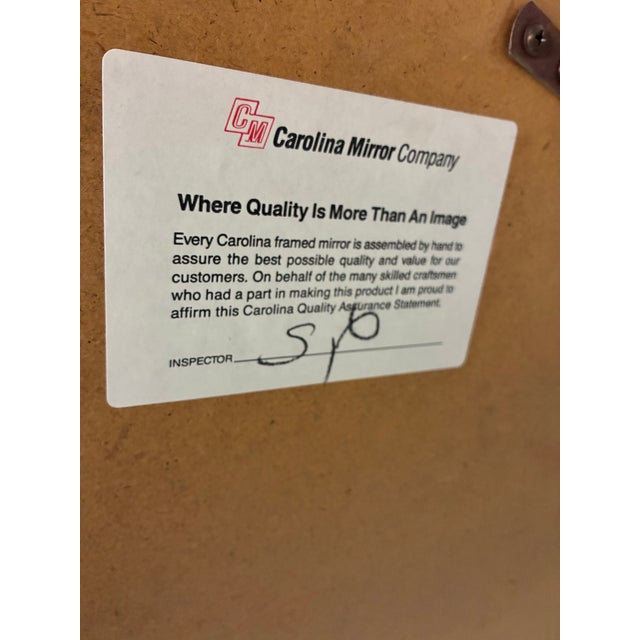 CM Carolina Mirror Company
Where Quality Is More Than An Image
Every Carolina framed mirror is assembled by hand to
assure the best possible quality and value for our
customers. On behalf of the many skilled craftsmen
who had a part in making this product I am proud to
affirm this Carolina Quality Assurance Statement.
INSPECTOR